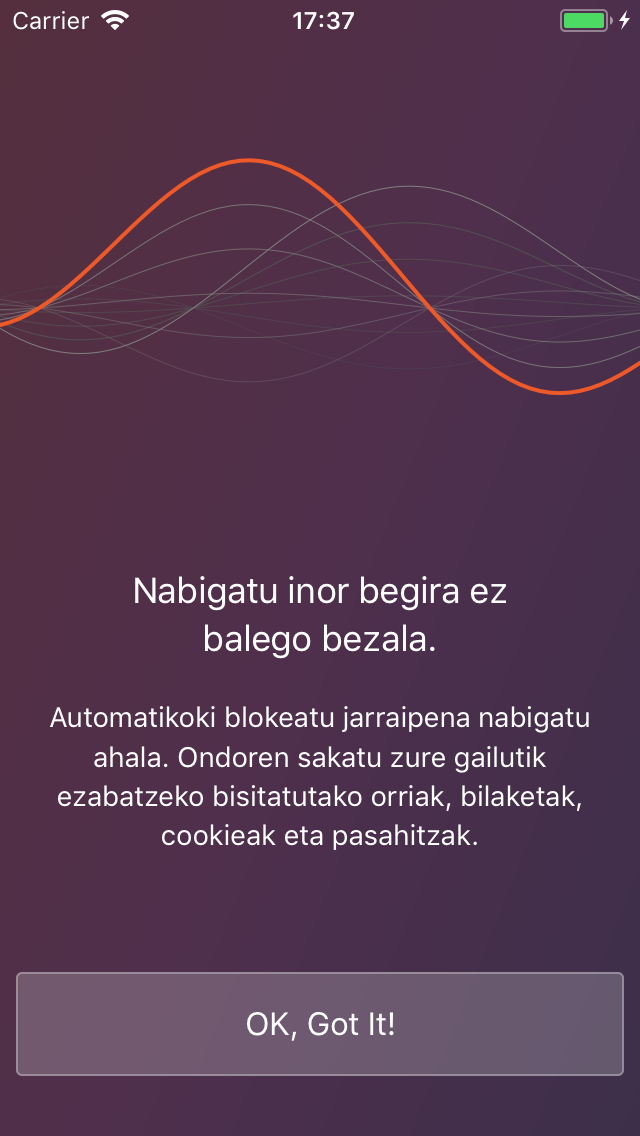 Carrier 17:37
Nabigatu inor begira ez
balego bezala.
Automatikoki blokeatu jarraipena nabigatu
ahala. Ondoren sakatu zure gailutik
ezabatzeko bisitatutako orriak, bilaketak,
cookieak eta pasahitzak.
OK, Got It!